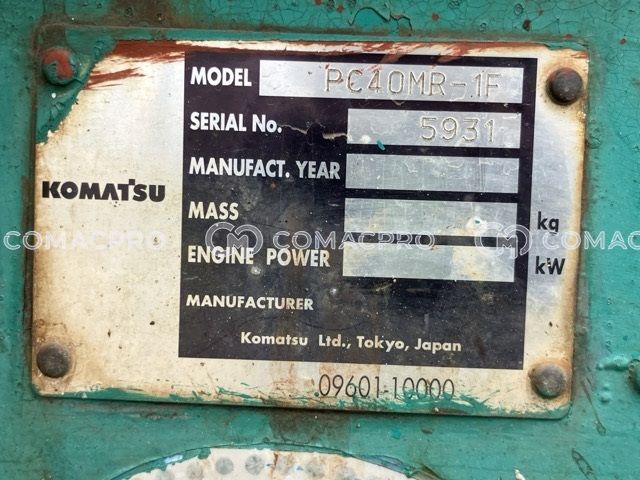 MODEL PC40MR-1F
SERIAL No. 5931
MANUFACT. YEAR
KOMATSU
MASS kg
COMACPRO COMACPRO COMACPRO
ENGINE POWER kW
MANUFACTURER
Komatsu Ltd., Tokyo, Japan
09601-10000